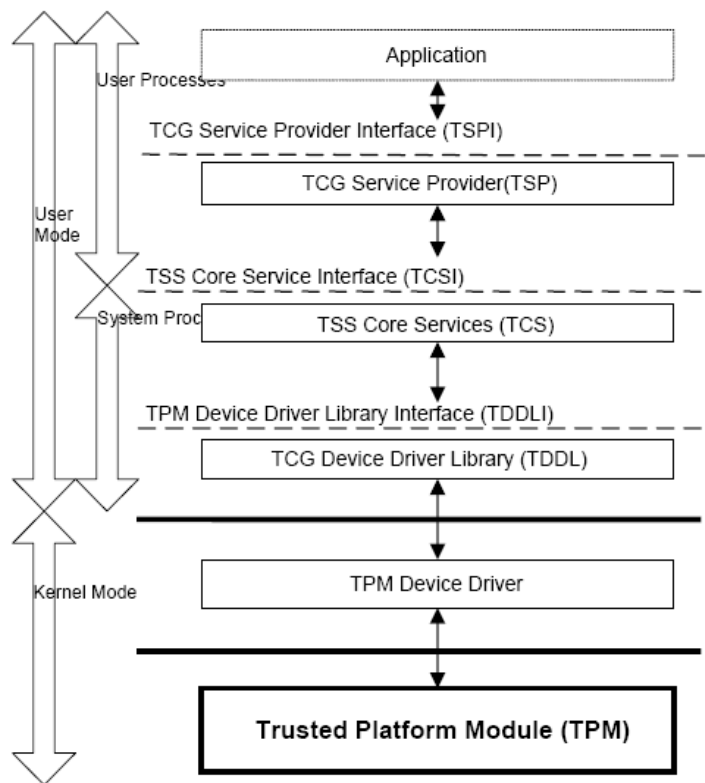 Application
User Processes
TCG Service Provider Interface (TSPI)
TCG Service Provider(TSP)
User
Mode
TSS Core Service Interface (TCSI)
System Proc
TSS Core Services (TCS)
TPM Device Driver Library Interface (TDDLI)
TCG Device Driver Library (TDDL)
Kernel Mode
TPM Device Driver
Trusted Platform Module (TPM)